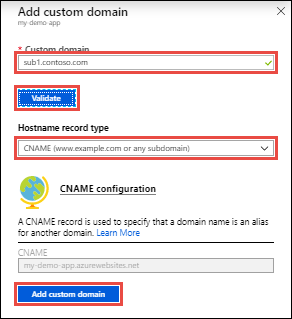 Add custom domain
my-demo app
* Custom domain
sub1.contoso.com
Validate
Hostname record type
CNAME (www.example.com or any subdomain)
CNAME configuration
A CNAME record is used to specify that a domain name is an alias
for another domain. Learn More
CNAME
my-demo-app.azurewebsites.net
Add custom domain